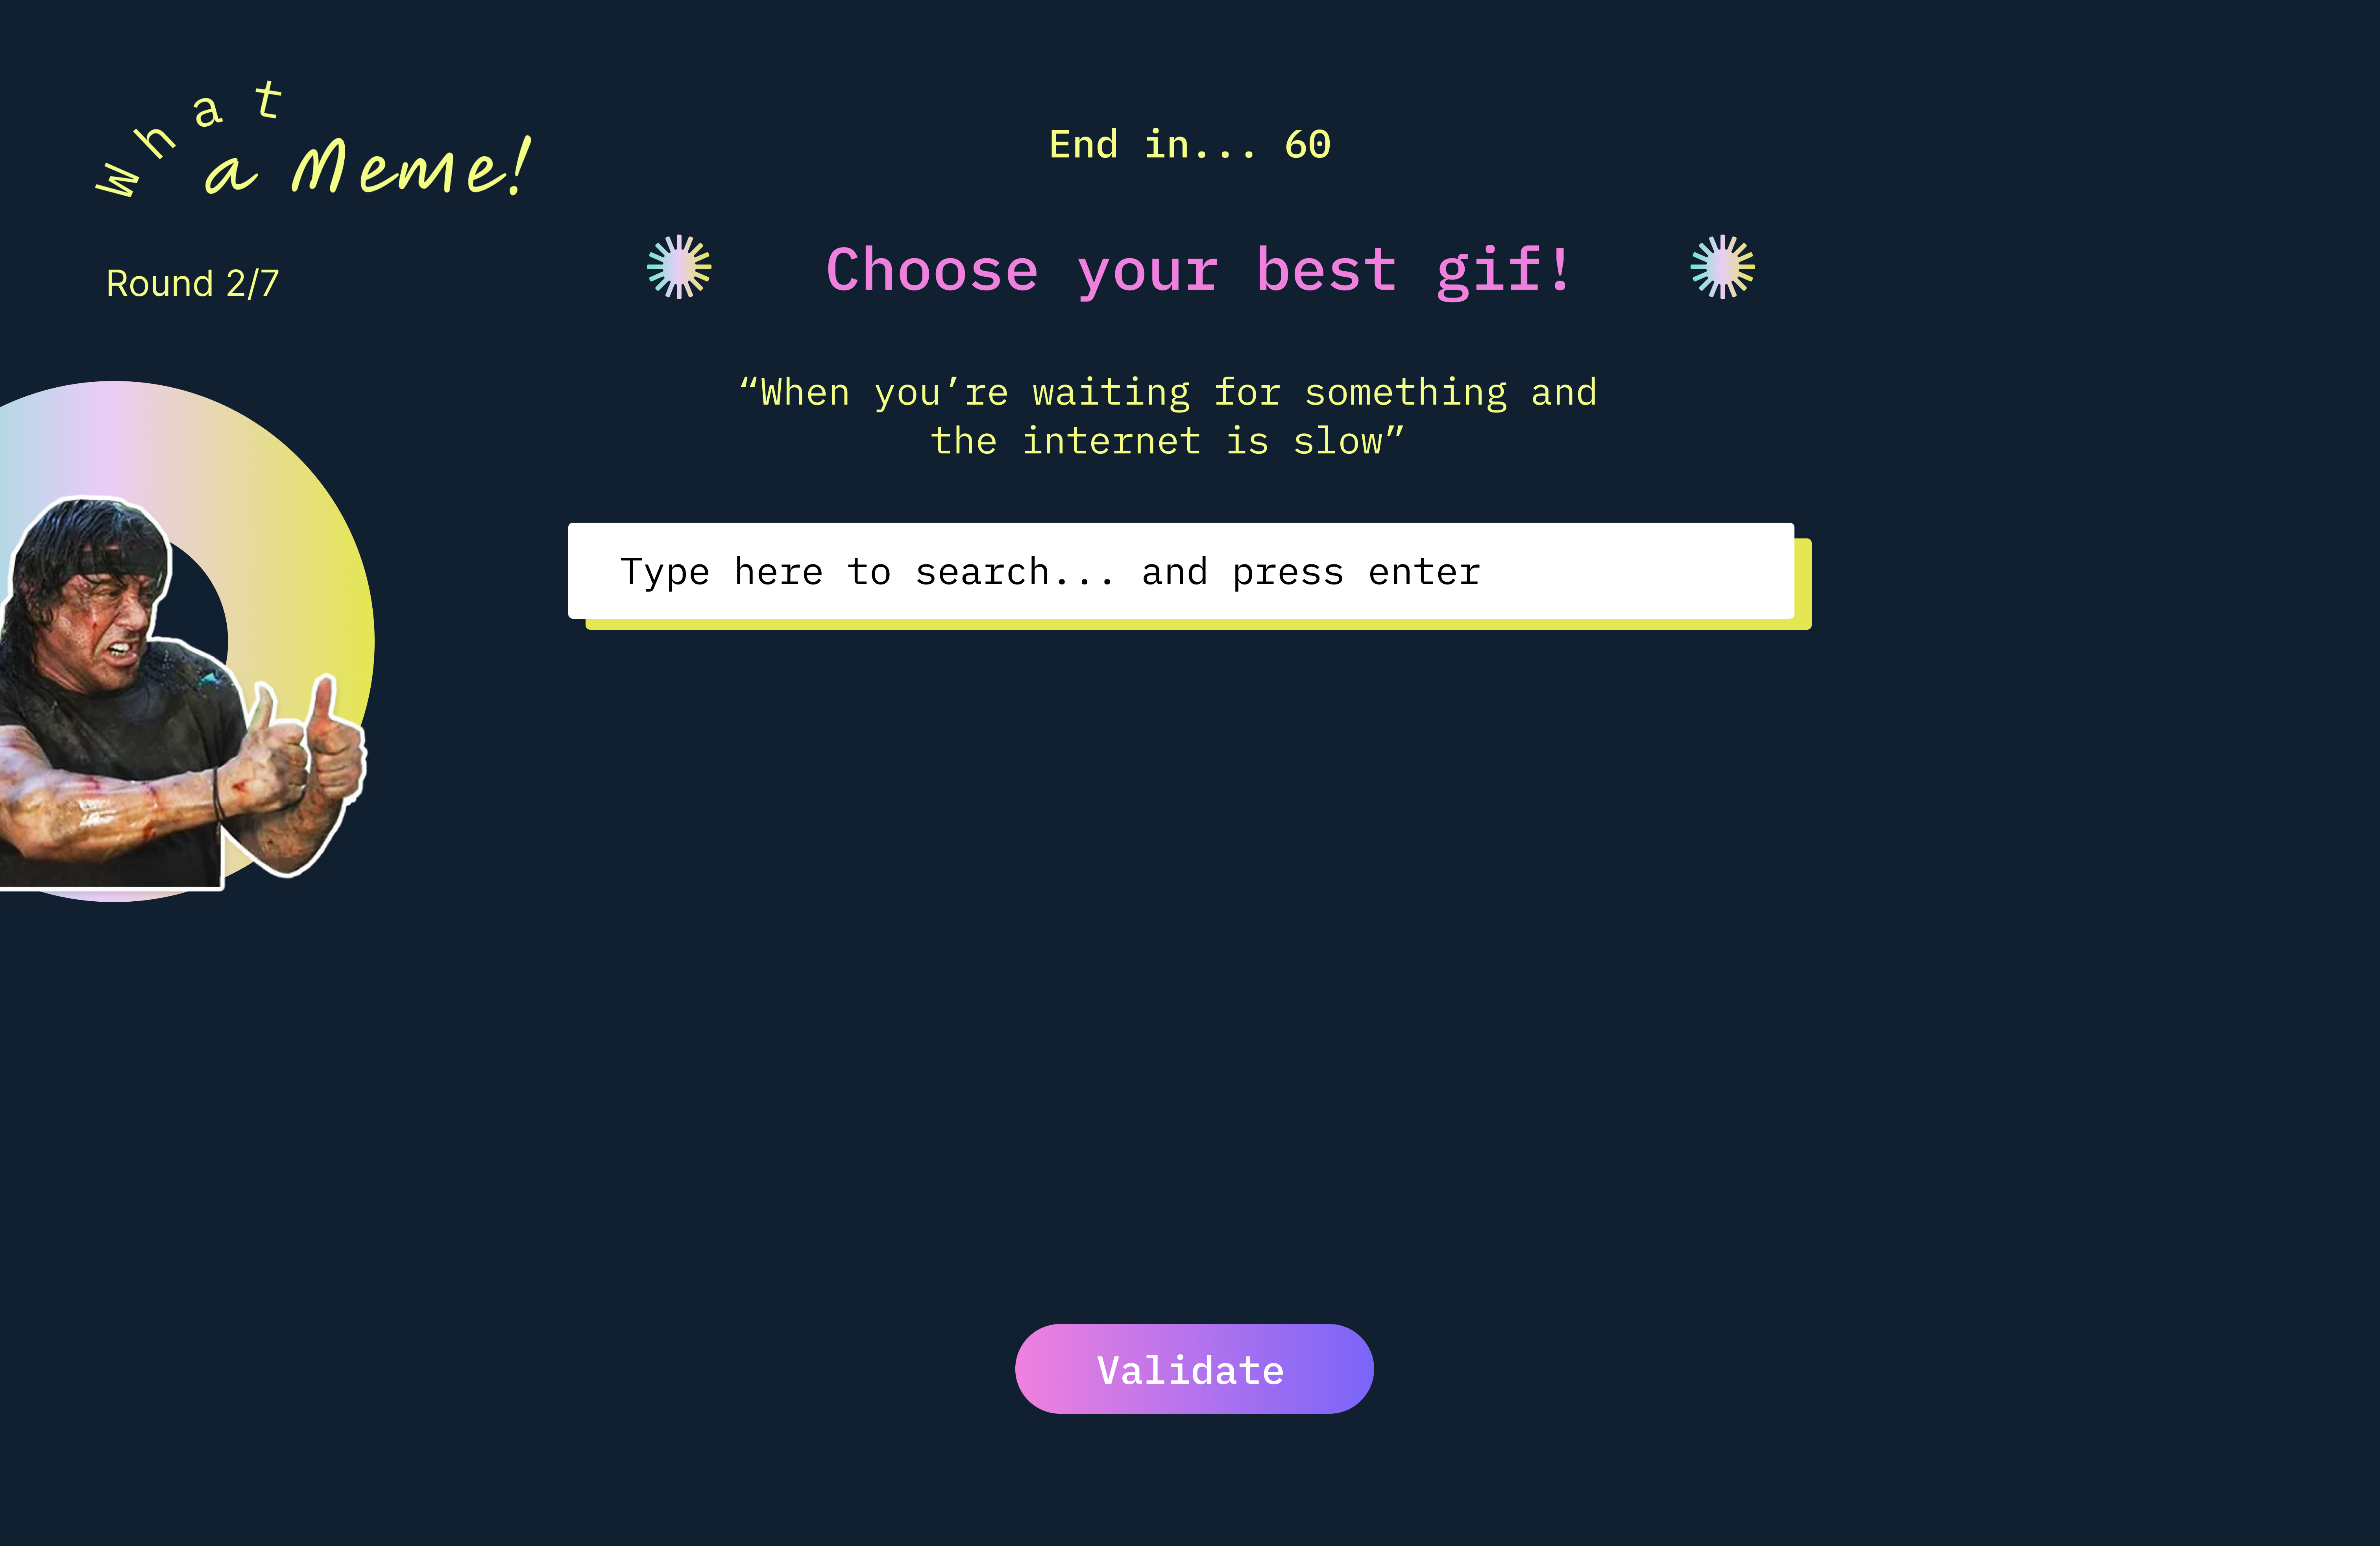 What
a Meme!
End in... 60
Choose your best gif!
Round 2/7
“When you’re waiting for something and
the internet is slow”
Type here to search... and press enter
Validate